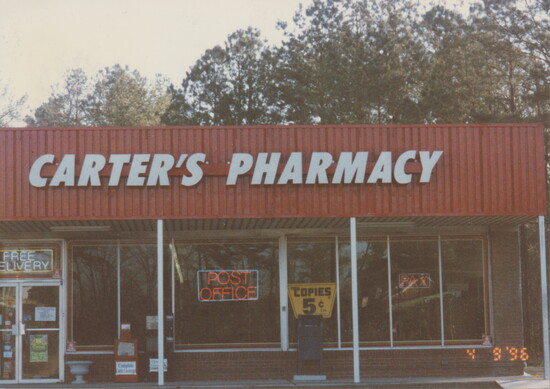 CARTER'S PHARMACY
FREE
DELIVERY
POST
OFFICE
COPIES
5¢
4 9'96